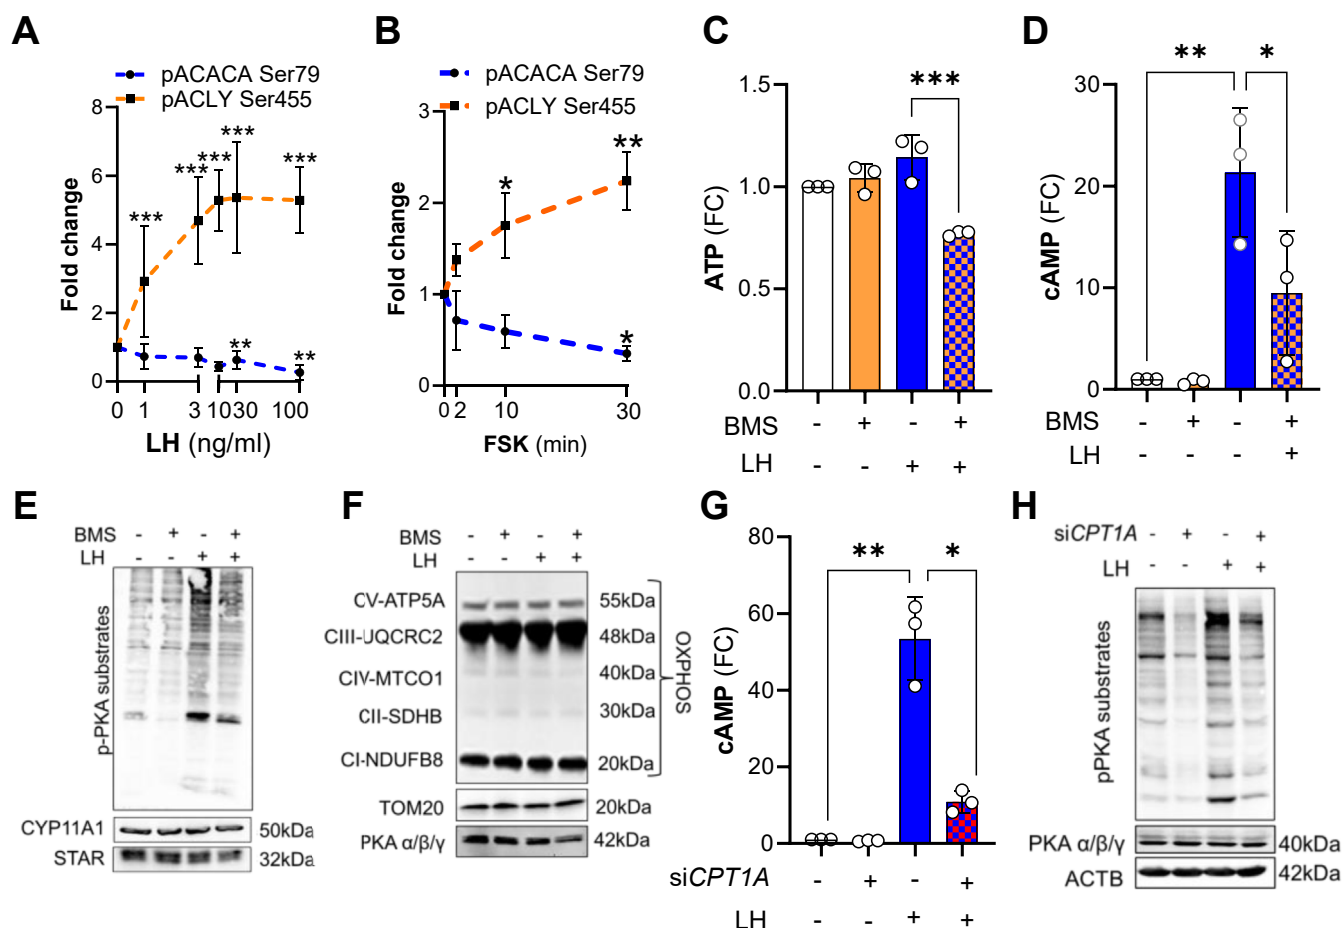 A
pACACA Ser79
pACLY Ser455
Fold change
8
6
4
2
0
***
***
***
***
***
**
**
0 1 3 10 30 100
LH (ng/ml)
B
pACACA Ser79
pACLY Ser455
Fold change
3
2
1
0
*
**
*
0 2 10 30
FSK (min)
C
ATP (FC)
1.5
1.0
0.5
0.0
***
BMS - + - +
LH - - + +
D
cAMP (FC)
30
20
10
0
** *
BMS - + - +
LH - - - +
E
BMS - + - +
LH - - + +
p-PKA substrates
CYP11A1 50kDa
STAR 32kDa
F
BMS - + - +
LH - - + +
CV-ATP5A 55kDa
CIII-UQCRC2 48kDa
CIV-MTCO1 40kDa
CII-SDHB 30kDa
CI-NDUFB8 20kDa
OXPHOS
TOM20 20kDa
PKA α/β/γ 42kDa
G
cAMP (FC)
80
60
40
20
0
** *
siCPT1A - + - +
LH - - + +
H
siCPT1A - + - +
LH - - + +
pPKA substrates
PKA α/β/γ 40kDa
ACTB 42kDa